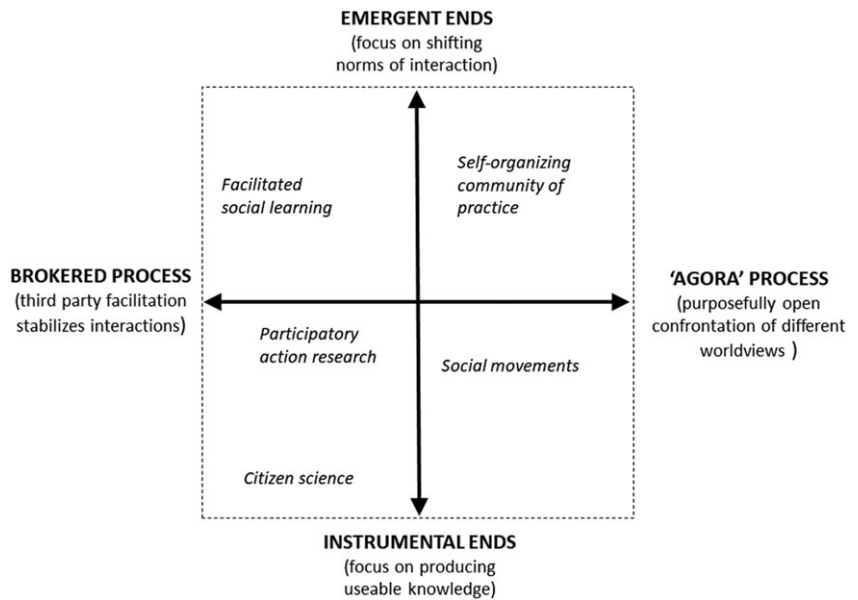 EMERGENT ENDS
(focus on shifting
norms of interaction)
Facilitated
social learning
Self-organizing
community of
practice
BROKERED PROCESS
(third party facilitation
stabilizes interactions)
‘AGORA’ PROCESS
(purposefully open
confrontation of different
worldviews )
Participatory
action research
Social movements
Citizen science
INSTRUMENTAL ENDS
(focus on producing
useable knowledge)